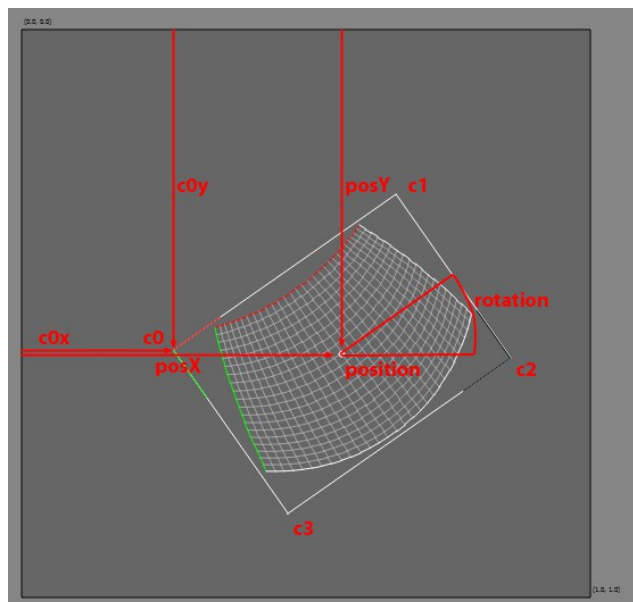 (0.0, 0.0)
c0y
posY
c1
rotation
c0x
c0
posX
position
c2
c3
(1.0, 1.0)